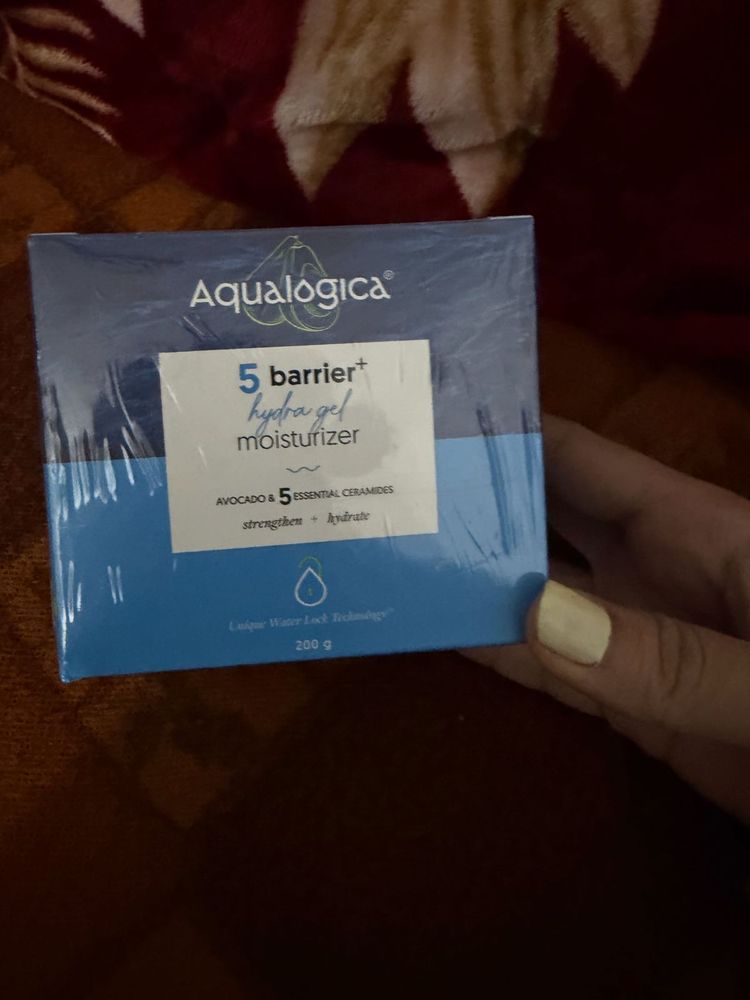 Aqualogica®
5 barrier+
hydra gel
moisturizer
AVOCADO & 5 ESSENTIAL CERAMIDES
strengthen + hydrate
Unique Water Lock Technology
200 g